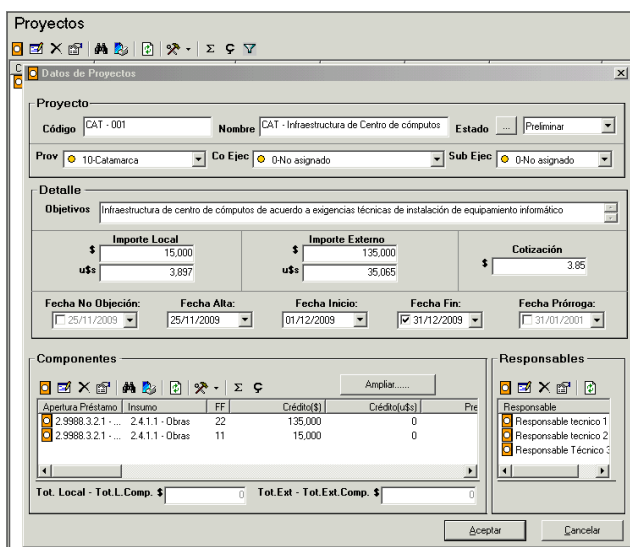 Proyectos
Σ Ç
Datos de Proyectos
Proyecto
Código CAT - 001 Nombre CAT - Infraestructura de Centro de cómputos Estado ... Preliminar
Prov 10-Catamarca Co Ejec 0-No asignado Sub Ejec 0-No asignado
Detalle
Objetivos Infraestructura de centro de cómputos de acuerdo a exigencias técnicas de instalación de equipamiento informático
Importe Local Importe Externo Cotización
$ 15,000 $ 135,000 $ 3.85
u$s 3,897 u$s 35,065
Fecha No Objeción: Fecha Alta: Fecha Inicio: Fecha Fin: Fecha Prórroga:
25/11/2009 25/11/2009 01/12/2009 31/12/2009 31/01/2001
Componentes Responsables
Σ Ç Ampliar......
Apertura Préstamo Insumo FF Crédito($) Crédito(u$s) Pre Responsable
2.9988.3.2.1 - ... 2.4.1.1 - Obras 22 135,000 0 Responsable tecnico 1
2.9988.3.2.1 - ... 2.4.1.1 - Obras 11 15,000 0 Responsable tecnico 2
Responsable Técnico 3
Tot. Local - Tot.L.Comp. $ 0 Tot.Ext - Tot.Ext.Comp. $ 0
Aceptar Cancelar